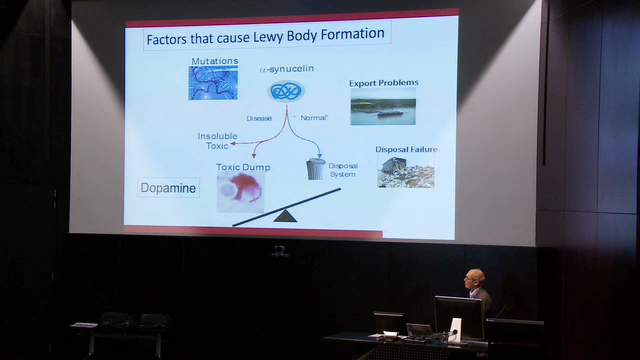 Factors that cause Lewy Body Formation
Mutations
α-synucelin
Export Problems
Disease
" Normal"
Insoluble
Toxic
Disposal Failure
Toxic Dump
Disposal
System
Dopamine